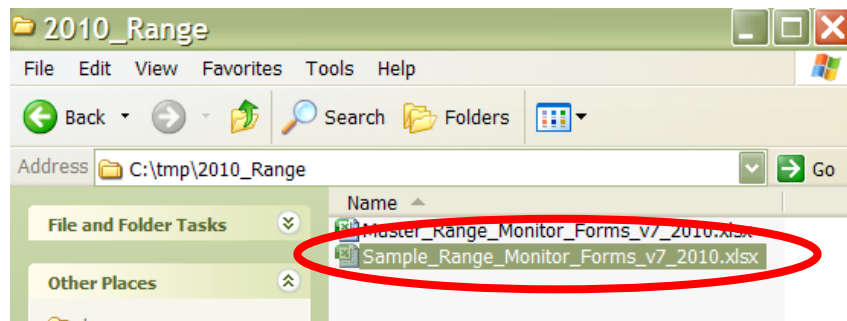 2010_Range
File Edit View Favorites Tools Help
Back Search Folders
Address C:\tmp\2010_Range Go
Name
File and Folder Tasks
Master_Range_Monitor_Forms_v7_2010.xlsx
Sample_Range_Monitor_Forms_v7_2010.xlsx
Other Places